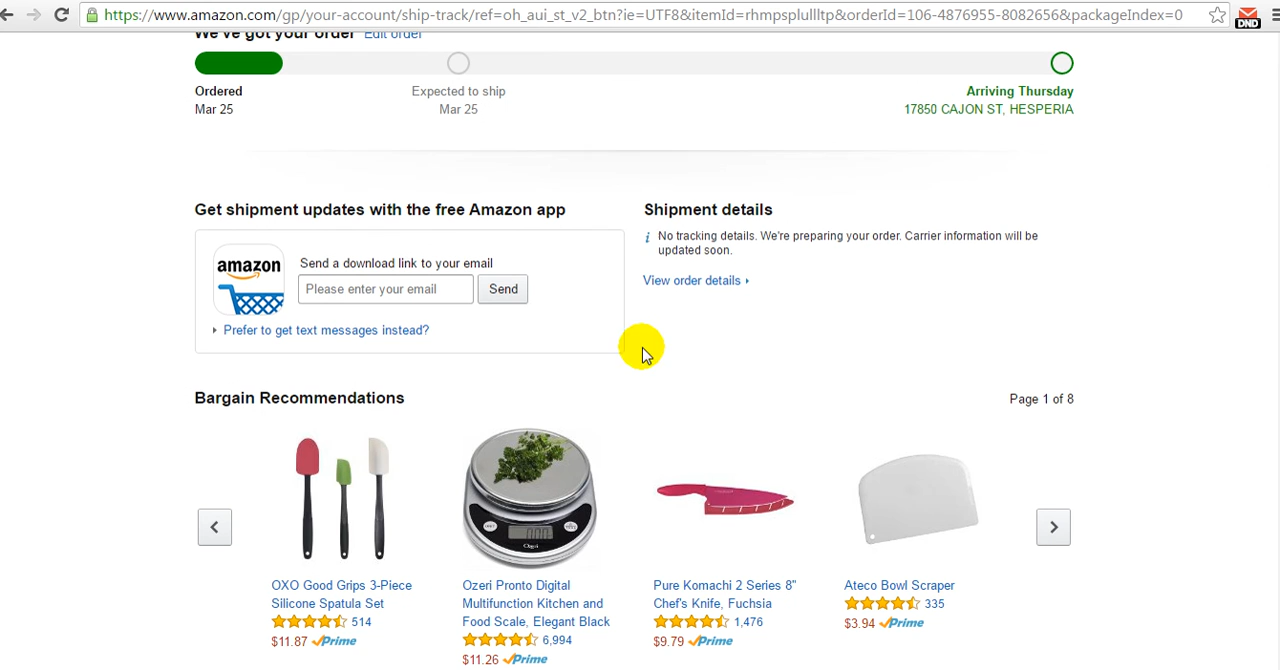 https://www.amazon.com/gp/your-account/ship-track/ref=oh_aui_st_v2_btn?ie=UTF8&itemId=rhmpsplullltp&orderId=106-4876955-8082656&packageIndex=0
DND
We've got your order Edit order
Ordered
Mar 25
Expected to ship
Mar 25
Arriving Thursday
17850 CAJON ST, HESPERIA
Get shipment updates with the free Amazon app
amazon
Send a download link to your email
Please enter your email Send
Prefer to get text messages instead?
Shipment details
No tracking details. We're preparing your order. Carrier information will be
updated soon.
View order details
Bargain Recommendations
Page 1 of 8
OXO Good Grips 3-Piece
Silicone Spatula Set
514
$11.87 Prime
Ozeri
Ozeri Pronto Digital
Multifunction Kitchen and
Food Scale, Elegant Black
6,994
$11.26 Prime
Pure Komachi 2 Series 8"
Chef's Knife, Fuchsia
1,476
$9.79 Prime
Ateco Bowl Scraper
335
$3.94 Prime